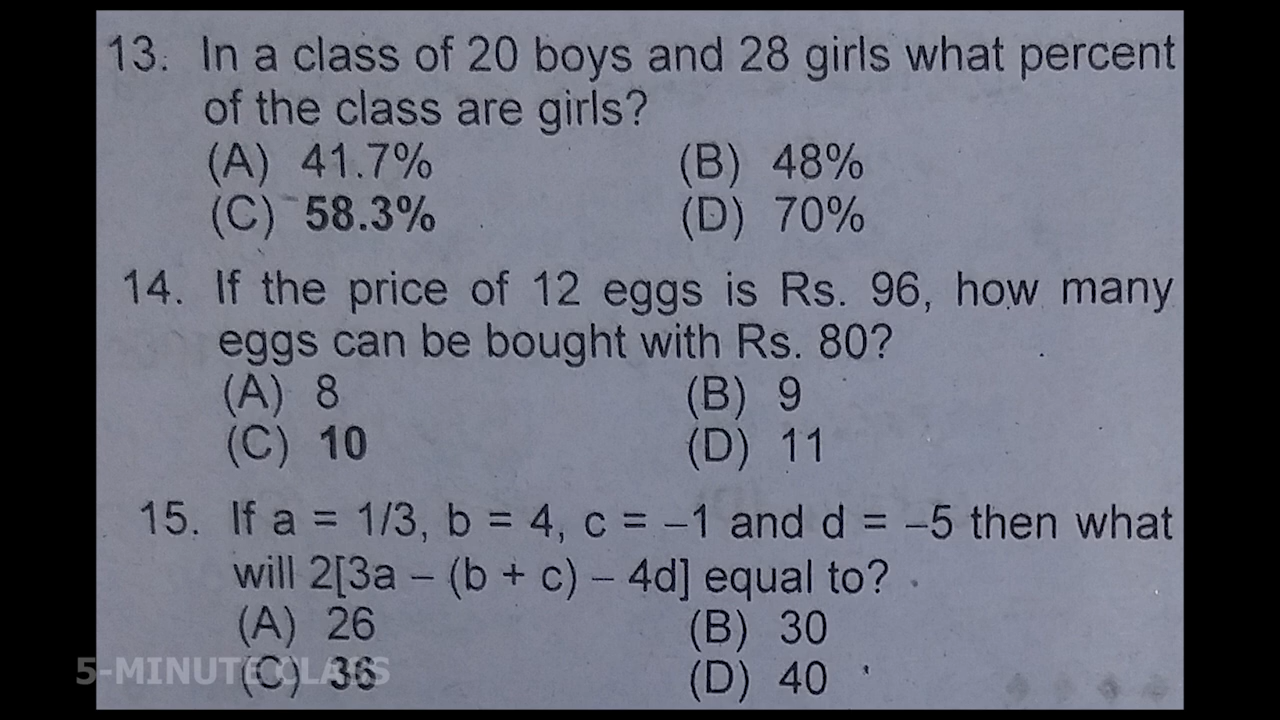 13. In a class of 20 boys and 28 girls what percent
of the class are girls?
(A) 41.7% (B) 48%
(C) 58.3% (D) 70%
14. If the price of 12 eggs is Rs. 96, how many
eggs can be bought with Rs. 80?
(A) 8 (B) 9
(C) 10 (D) 11
15. If a = 1/3, b = 4, c = –1 and d = –5 then what
will 2[3a – (b + c) – 4d] equal to?
(A) 26 (B) 30
(C) 36 (D) 40
5-MINUTE CLASS